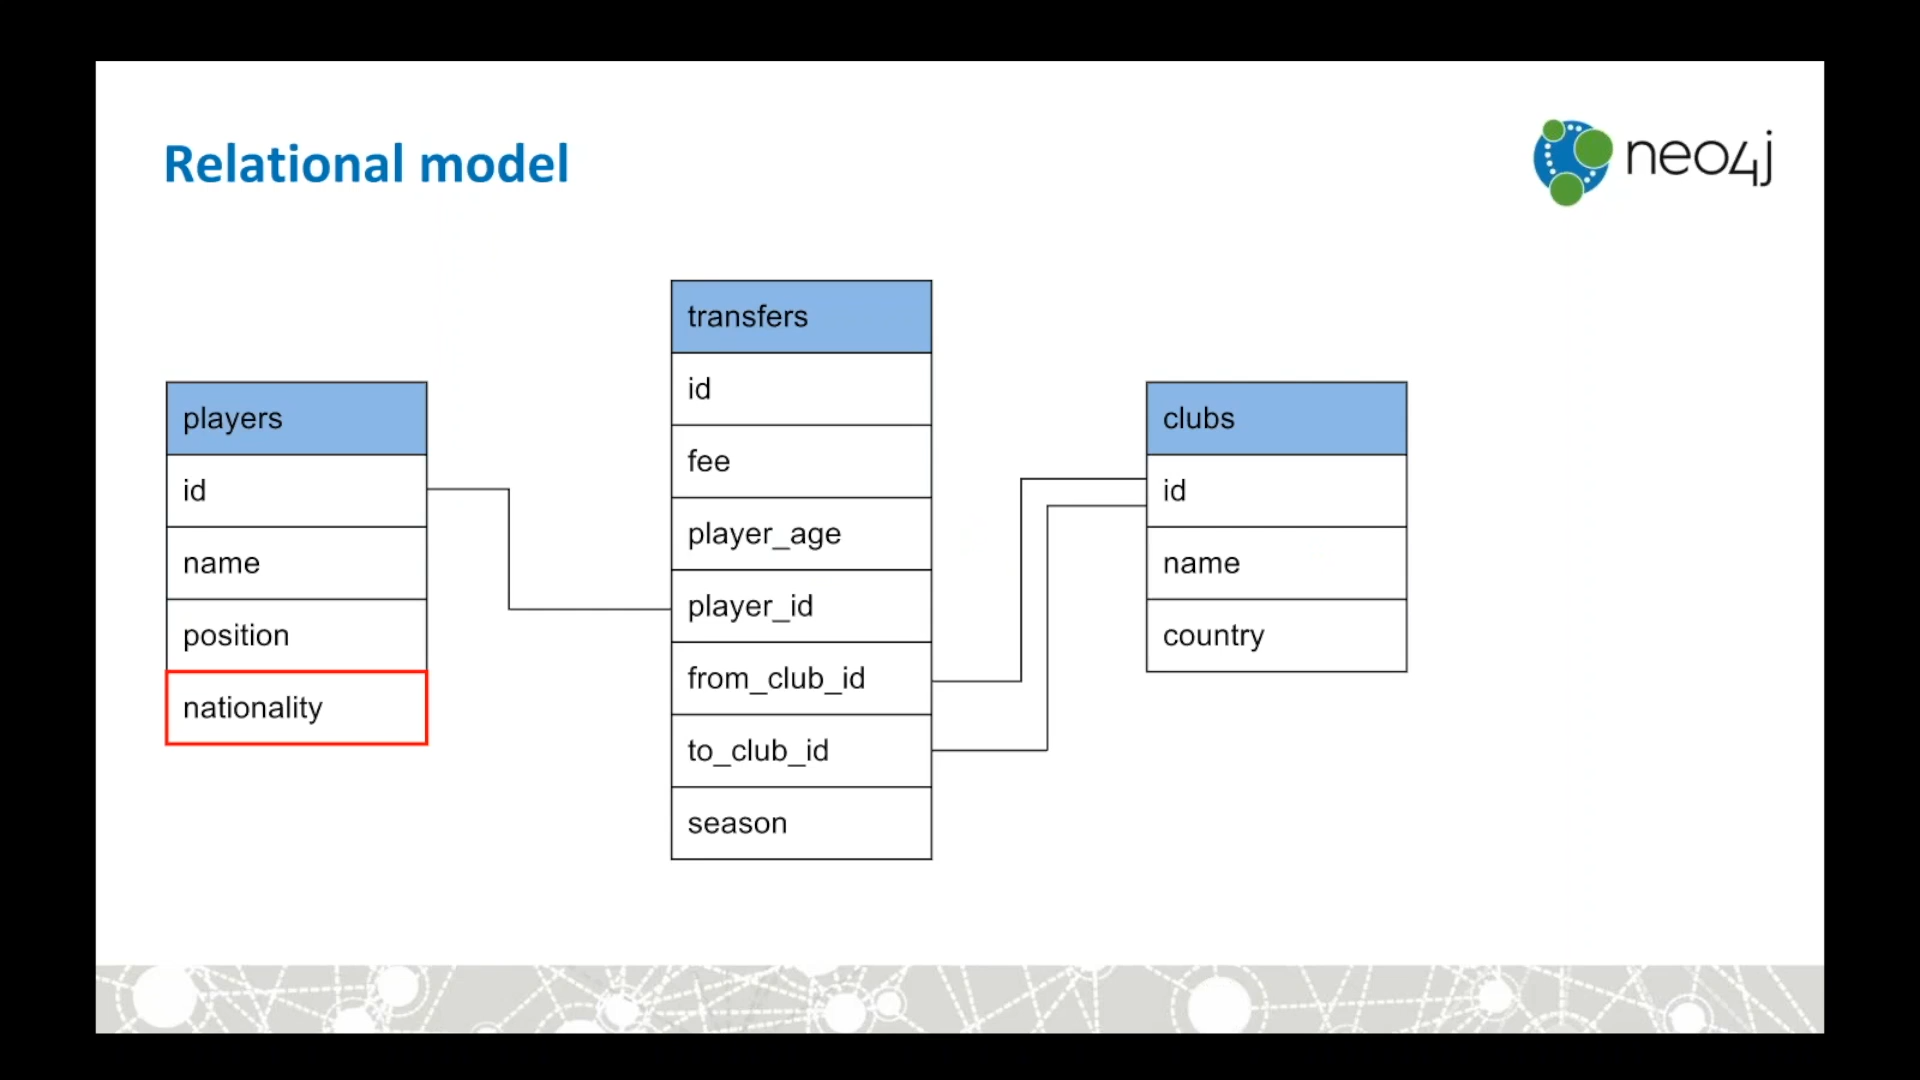 Relational model
neo4j
players
id
name
position
nationality
transfers
id
fee
player_age
player_id
from_club_id
to_club_id
season
clubs
id
name
country